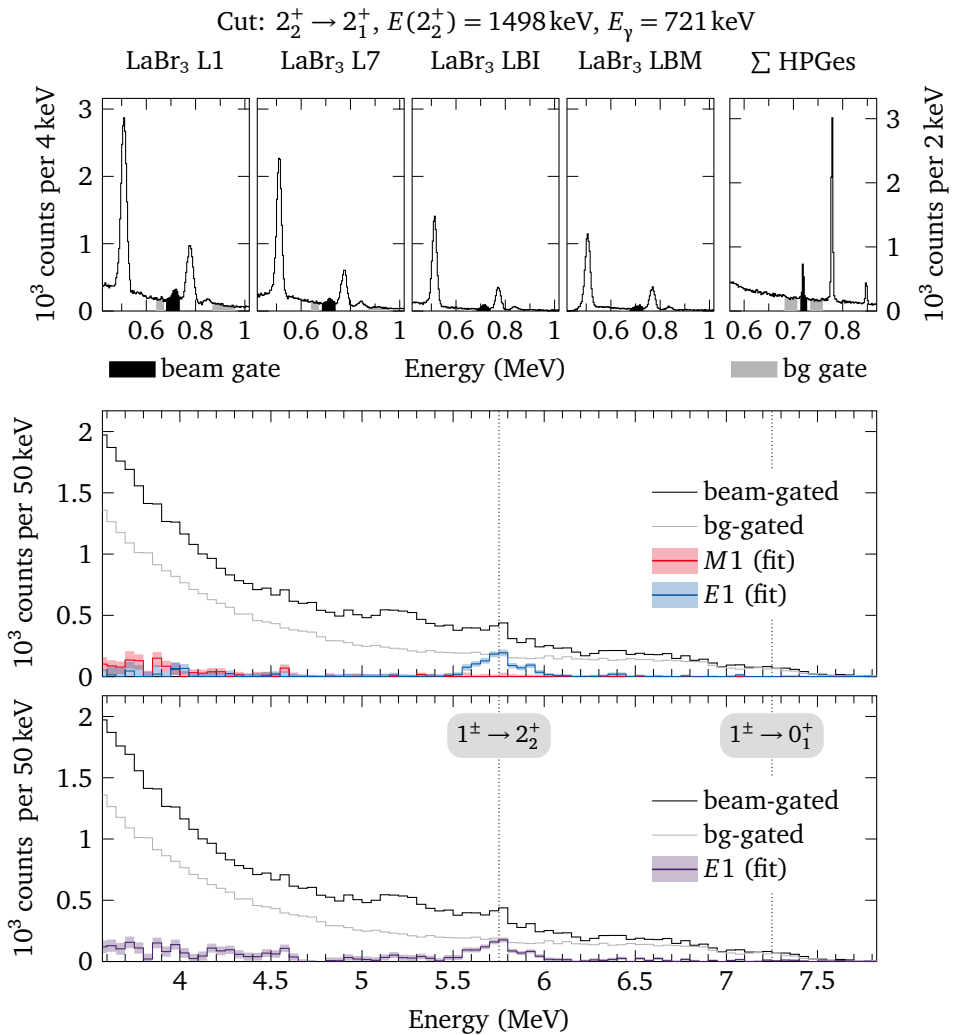 Cut: 2₂⁺ → 2₁⁺, E(2₂⁺) = 1498 keV, Eᵧ = 721 keV
LaBr₃ L1 LaBr₃ L7 LaBr₃ LBI LaBr₃ LBM ∑ HPGes
10³ counts per 4 keV
3
2
1
0
0.6 0.8 1 0.6 0.8 1 0.6 0.8 1 0.6 0.8 1 0.6 0.7 0.8
3
2
1
0
10³ counts per 2 keV
beam gate Energy (MeV) bg gate
10³ counts per 50 keV
2
1.5
1
0.5
0
beam-gated
bg-gated
M1 (fit)
E1 (fit)
10³ counts per 50 keV
2
1.5
1
0.5
0
1± → 2₂⁺ 1± → 0₁⁺
beam-gated
bg-gated
E1 (fit)
4 4.5 5 5.5 6 6.5 7 7.5
Energy (MeV)